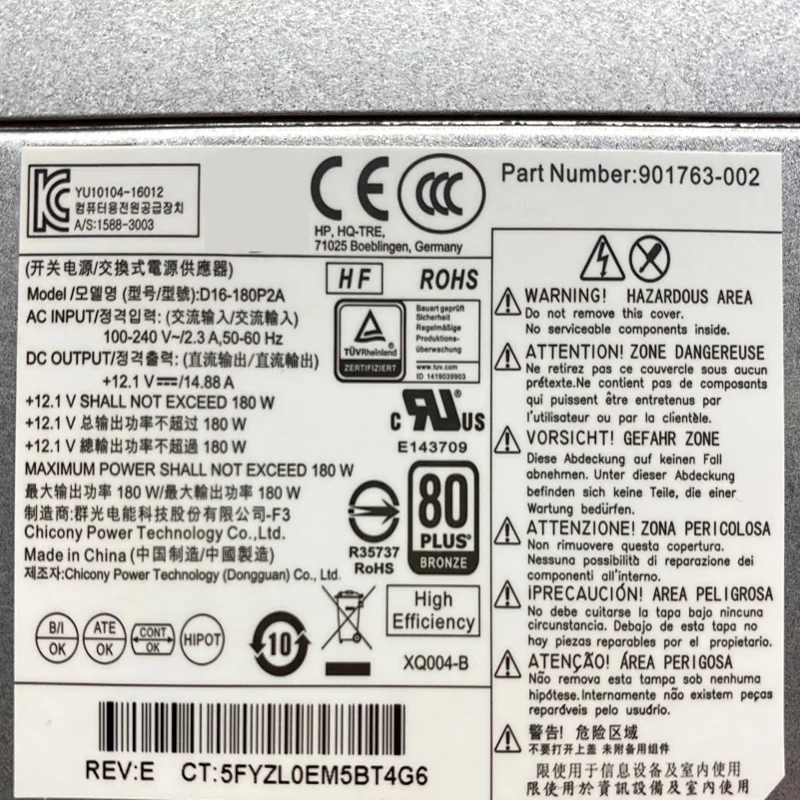 YU10104-16012
컴퓨터용전원공급장치
A/S:1588-3003
CE
CCC
HP, HQ-TRE,
71025 Boeblingen, Germany
Part Number:901763-002
(开关电源/交換式電源供應器)
Model /모델명 (型号/型號):D16-180P2A
AC INPUT/정격입력: (交流输入/交流輸入)
100-240 V~/2.3 A,50-60 Hz
DC OUTPUT/정격출력: (直流输出/直流輸出)
+12.1 V⎓/14.88 A
+12.1 V SHALL NOT EXCEED 180 W
+12.1 V 总输出功率不超过 180 W
+12.1 V 總輸出功率不超過 180 W
MAXIMUM POWER SHALL NOT EXCEED 180 W
最大输出功率 180 W/最大輸出功率 180 W
制造商: 群光电能科技股份有限公司-F3
Chicony Power Technology Co.,Ltd.
Made in China (中国制造/中國製造)
제조자:Chicony Power Technology (Dongguan) Co., Ltd.
HF
ROHS
TÜVRheinland
ZERTIFIZIERT
Bauart geprüft
Sicherheit
Regelmäßige
Produktions-
überwachung
www.tuv.com
ID 1419039903
c RU US
E143709
R35737
RoHS
80
PLUS®
BRONZE
B/I
OK
ATE
OK
CONT
OK
HIPOT
10
High
Efficiency
XQ004-B
REV:E CT:5FYZL0EM5BT4G6
WARNING! HAZARDOUS AREA
Do not remove this cover.
No serviceable components inside.
ATTENTION! ZONE DANGEREUSE
Ne retirez pas ce couvercle sous aucun
prétexte.Ne contient pas de composants
qui puissent être entretenus par
l'utilisateur ou par la clientèle.
VORSICHT! GEFAHR ZONE
Diese Abdeckung auf keinen Fall
abnehmen. Unter dieser Abdeckung
befinden sich keine Teile, die einer
Wartung bedürfen.
ATTENZIONE! ZONA PERICOLOSA
Non rimuovere questa copertura.
Nessuna possibilità di reparazione dei
componenti all'interno.
¡PRECAUCIÓN! AREA PELIGROSA
No debe cuitarse la tapa bajo nincuna
circunstancia. Debajo de esta tapa no
hay piezas reparables por el propietario.
ATENÇÃO! ÁREA PERIGOSA
Não remova esta tampa sob nenhuma
hipótese.Internamente não existem peças
repardveis pelo usudrio.
警告! 危险区域
不要打开上盖 未附备用组件
限使用于信息设备及室内使用
限使用於資訊設備及室內使用